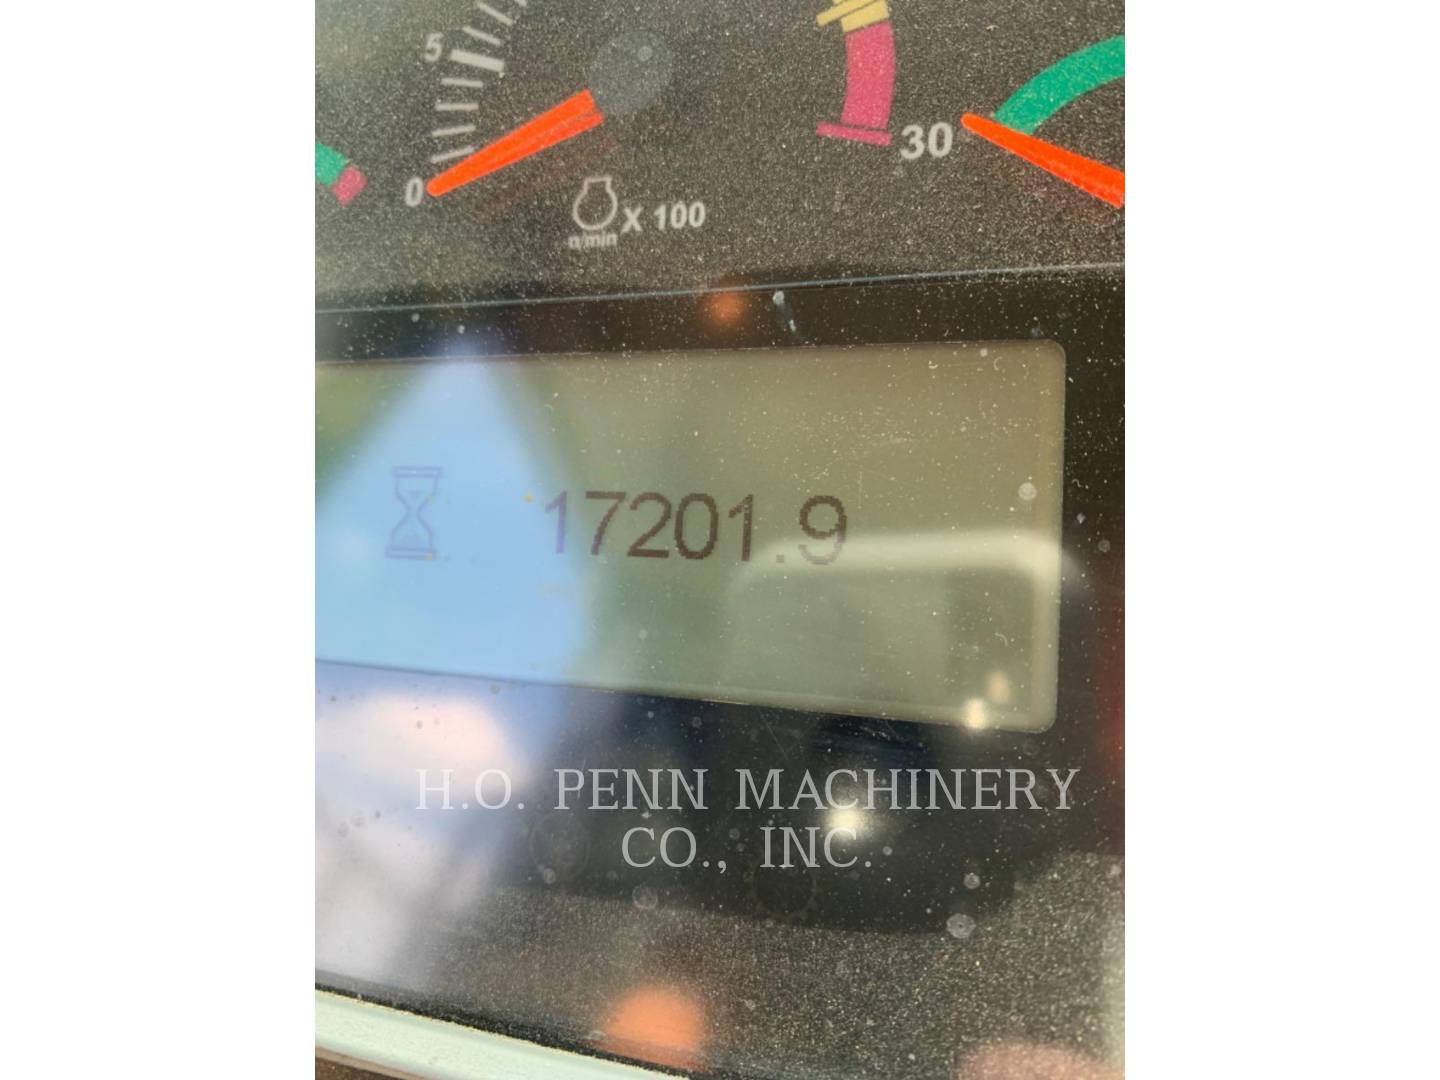 5
0
n/min X 100
30
17201.9
H.O. PENN MACHINERY
CO., INC.